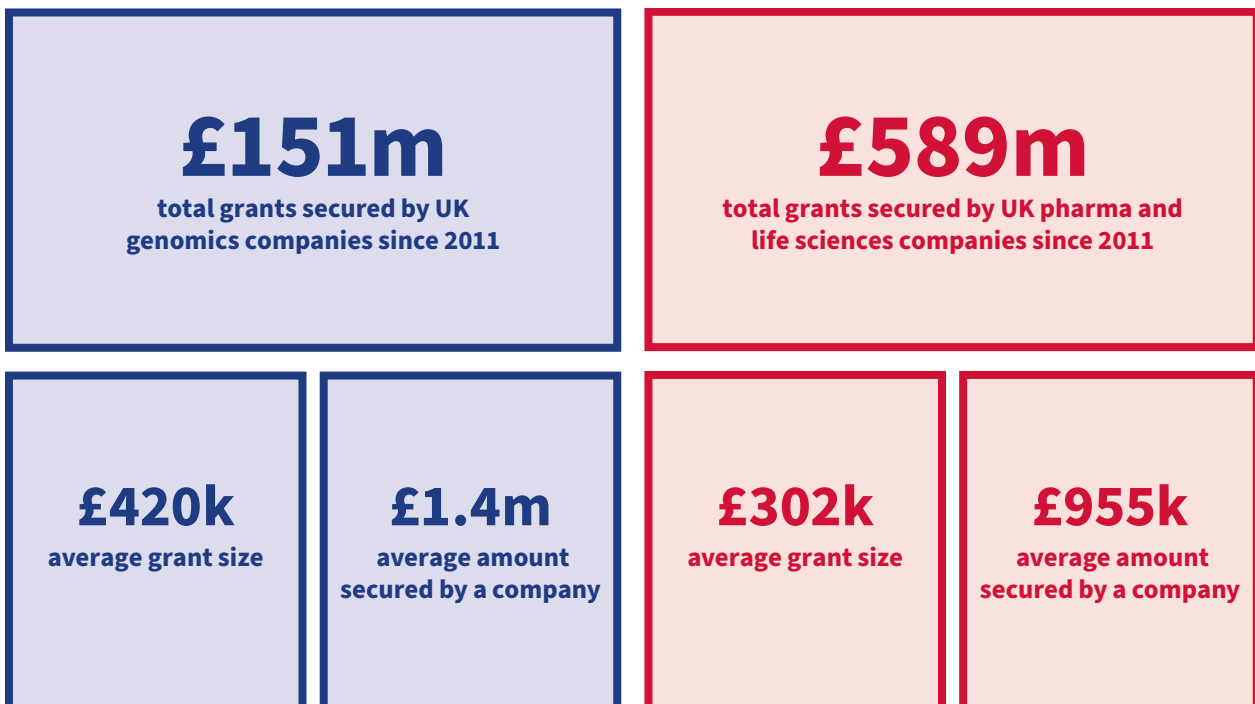 £151m
total grants secured by UK
genomics companies since 2011
£589m
total grants secured by UK pharma and
life sciences companies since 2011
£420k
average grant size
£1.4m
average amount
secured by a company
£302k
average grant size
£955k
average amount
secured by a company